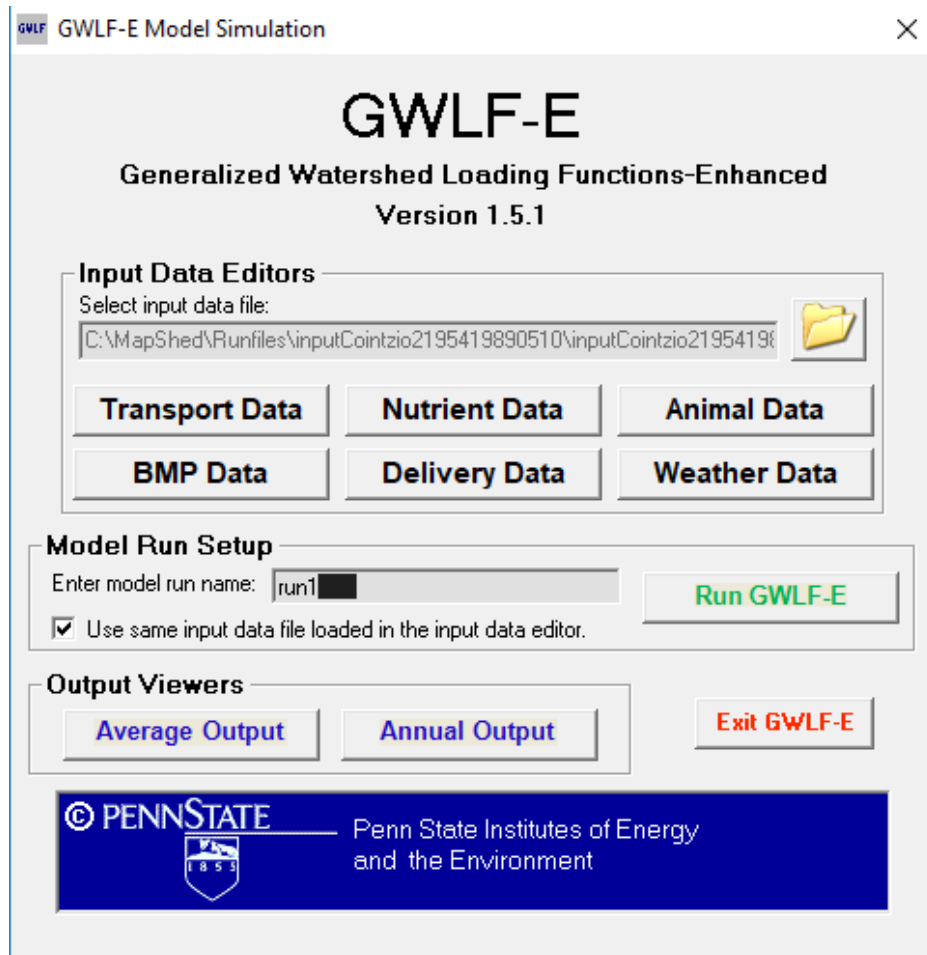 GWLF GWLF-E Model Simulation
GWLF-E
Generalized Watershed Loading Functions-Enhanced
Version 1.5.1
Input Data Editors
Select input data file:
C:\MapShed\Runfiles\inputCointzio2195419890510\inputCointzio21954198
Transport Data
Nutrient Data
Animal Data
BMP Data
Delivery Data
Weather Data
Model Run Setup
Enter model run name: run1
Run GWLF-E
Use same input data file loaded in the input data editor.
Output Viewers
Average Output
Annual Output
Exit GWLF-E
© PENNSTATE
1855
Penn State Institutes of Energy
and the Environment